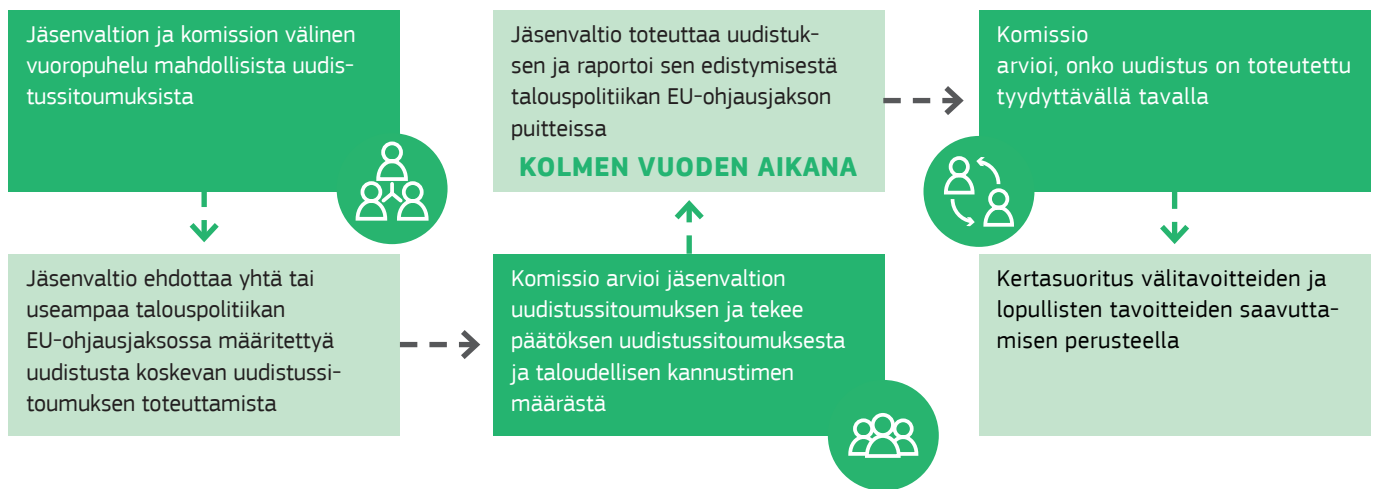 Jäsenvaltion ja komission välinen
vuoropuhelu mahdollisista uudis-
tussitoumuksista
Jäsenvaltio ehdottaa yhtä tai
useampaa talouspolitiikan
EU-ohjausjaksossa määritettyä
uudistusta koskevan uudistussi-
toumuksen toteuttamista
Komissio arvioi jäsenvaltion
uudistussitoumuksen ja tekee
päätöksen uudistussitoumuksesta
ja taloudellisen kannustimen
määrästä
Jäsenvaltio toteuttaa uudistuk-
sen ja raportoi sen edistymisestä
talouspolitiikan EU-ohjausjakson
puitteissa
KOLMEN VUODEN AIKANA
Komissio
arvioi, onko uudistus on toteutettu
tyydyttävällä tavalla
Kertasuoritus välitavoitteiden ja
lopullisten tavoitteiden saavutta-
misen perusteella